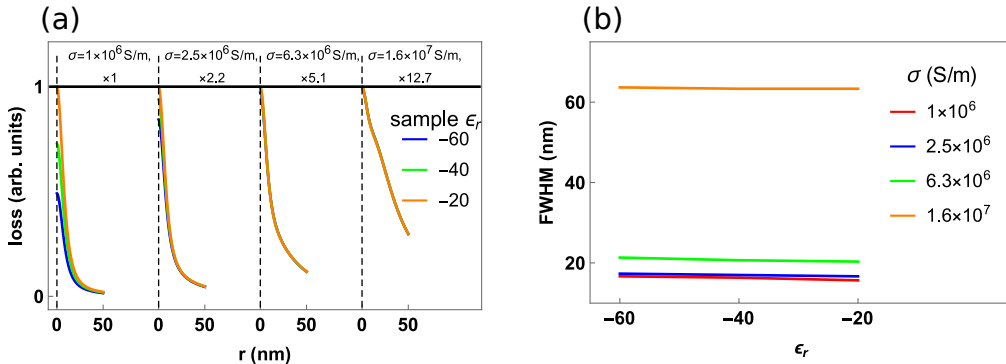 (a)
σ=1×10⁶S/m, σ=2.5×10⁶S/m, σ=6.3×10⁶S/m, σ=1.6×10⁷S/m,
×1 ×2.2 ×5.1 ×12.7
1
sample ϵᵣ
−60
−40
−20
0
loss (arb. units)
0 50 0 50 0 50 0 50
r (nm)
(b)
σ (S/m)
1×10⁶
2.5×10⁶
6.3×10⁶
1.6×10⁷
60
40
20
FWHM (nm)
−60 −40 −20
ϵᵣ